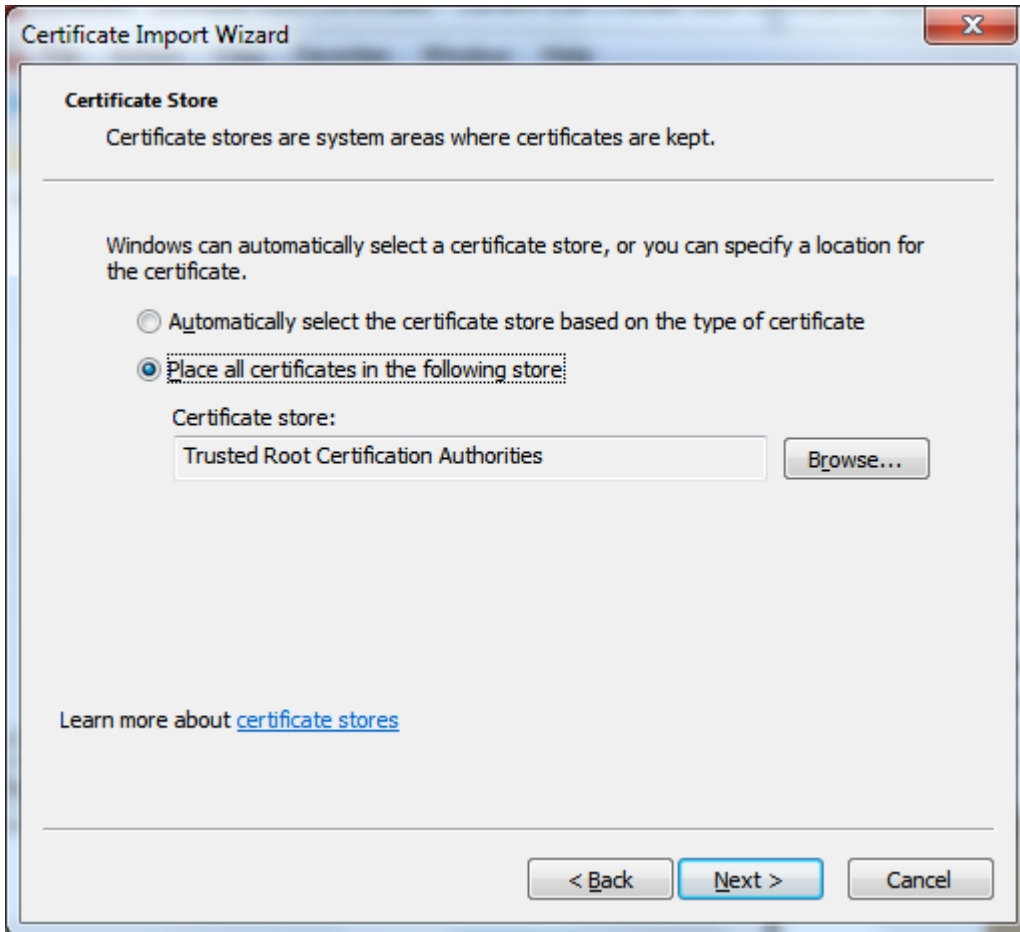 Certificate Import Wizard
Certificate Store
Certificate stores are system areas where certificates are kept.
Windows can automatically select a certificate store, or you can specify a location for
the certificate.
Automatically select the certificate store based on the type of certificate
Place all certificates in the following store
Certificate store:
Trusted Root Certification Authorities
Browse...
Learn more about certificate stores
< Back
Next >
Cancel